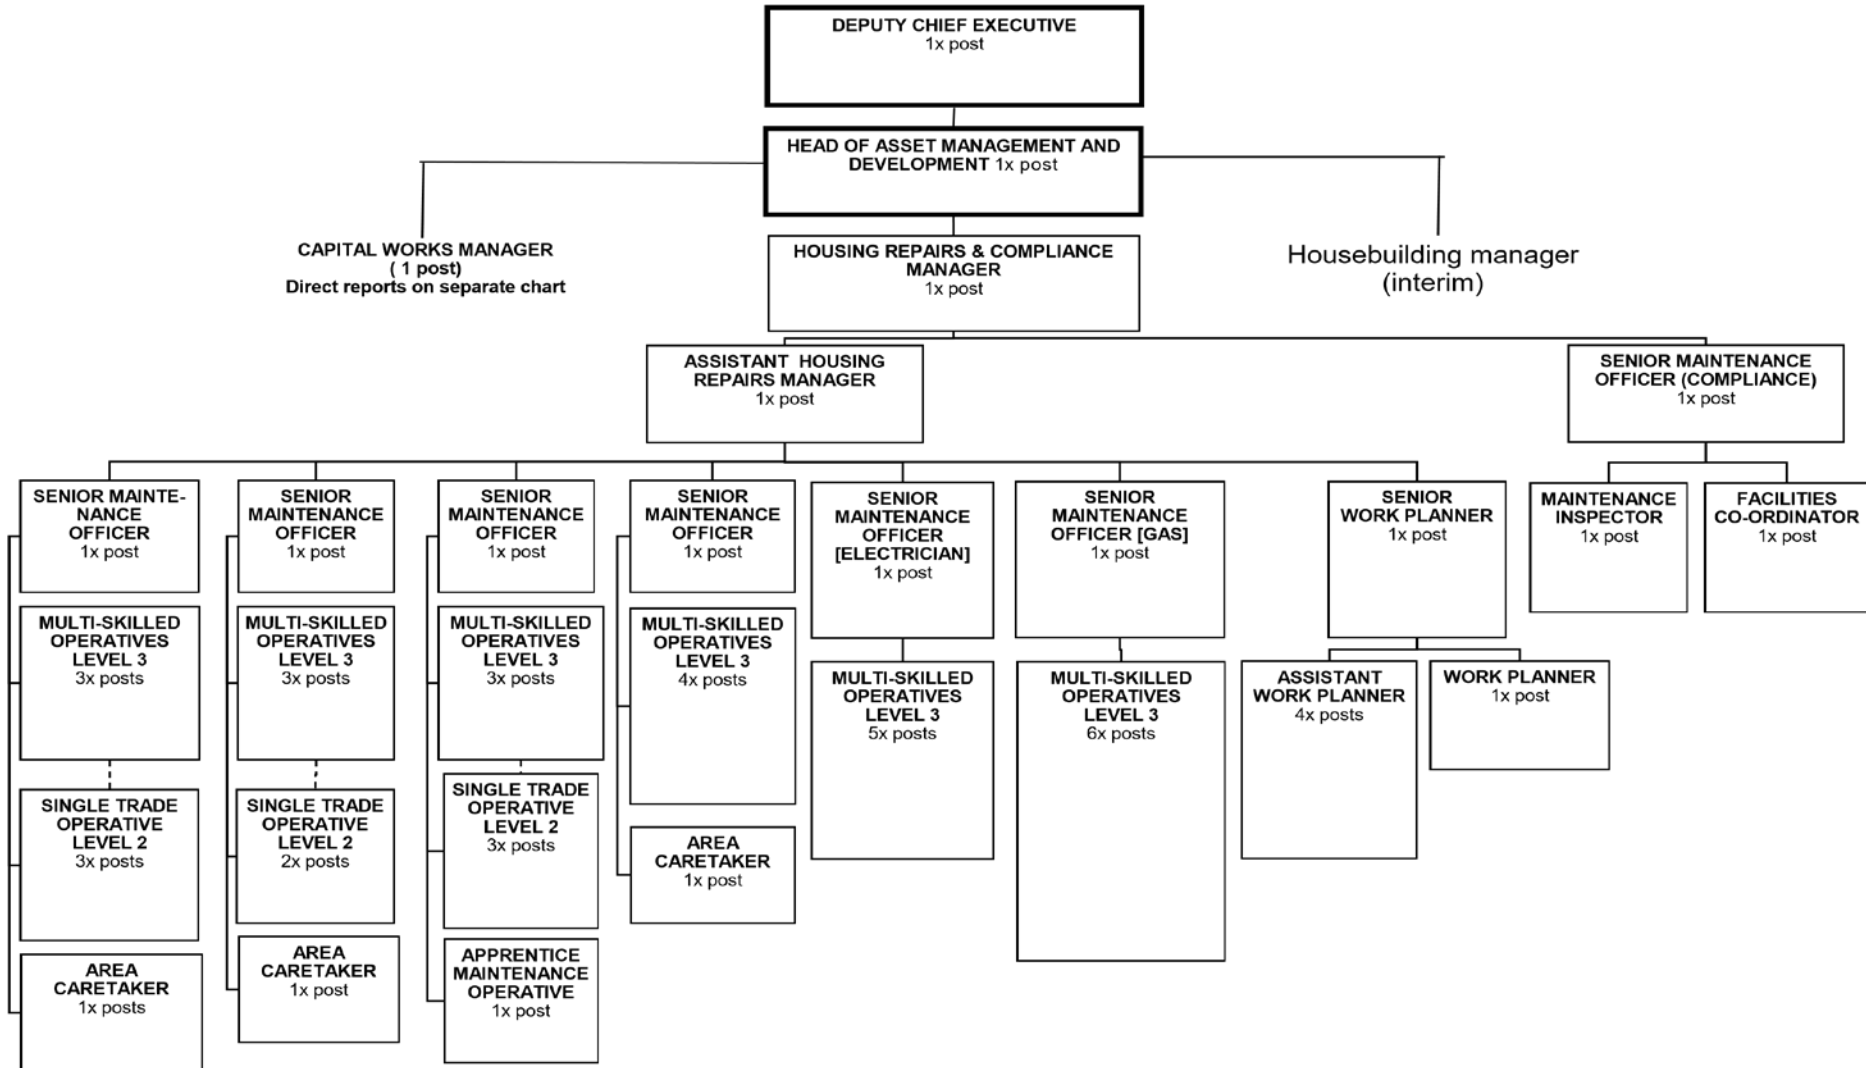 DEPUTY CHIEF EXECUTIVE
1x post
HEAD OF ASSET MANAGEMENT AND
DEVELOPMENT 1x post
CAPITAL WORKS MANAGER
( 1 post)
Direct reports on separate chart
HOUSING REPAIRS & COMPLIANCE
MANAGER
1x post
Housebuilding manager
(interim)
ASSISTANT HOUSING
REPAIRS MANAGER
1x post
SENIOR MAINTENANCE
OFFICER (COMPLIANCE)
1x post
SENIOR MAINTE-
NANCE
OFFICER
1x post
SENIOR
MAINTENANCE
OFFICER
1x post
SENIOR
MAINTENANCE
OFFICER
1x post
SENIOR
MAINTENANCE
OFFICER
1x post
SENIOR
MAINTENANCE
OFFICER
[ELECTRICIAN]
1x post
SENIOR
MAINTENANCE
OFFICER [GAS]
1x post
SENIOR
WORK PLANNER
1x post
MAINTENANCE
INSPECTOR
1x post
FACILITIES
CO-ORDINATOR
1x post
MULTI-SKILLED
OPERATIVES
LEVEL 3
3x posts
MULTI-SKILLED
OPERATIVES
LEVEL 3
3x posts
MULTI-SKILLED
OPERATIVES
LEVEL 3
3x posts
MULTI-SKILLED
OPERATIVES
LEVEL 3
4x posts
MULTI-SKILLED
OPERATIVES
LEVEL 3
5x posts
MULTI-SKILLED
OPERATIVES
LEVEL 3
6x posts
ASSISTANT
WORK PLANNER
4x posts
WORK PLANNER
1x post
SINGLE TRADE
OPERATIVE
LEVEL 2
3x posts
SINGLE TRADE
OPERATIVE
LEVEL 2
2x posts
SINGLE TRADE
OPERATIVE
LEVEL 2
3x posts
AREA
CARETAKER
1x post
AREA
CARETAKER
1x posts
AREA
CARETAKER
1x post
APPRENTICE
MAINTENANCE
OPERATIVE
1x post